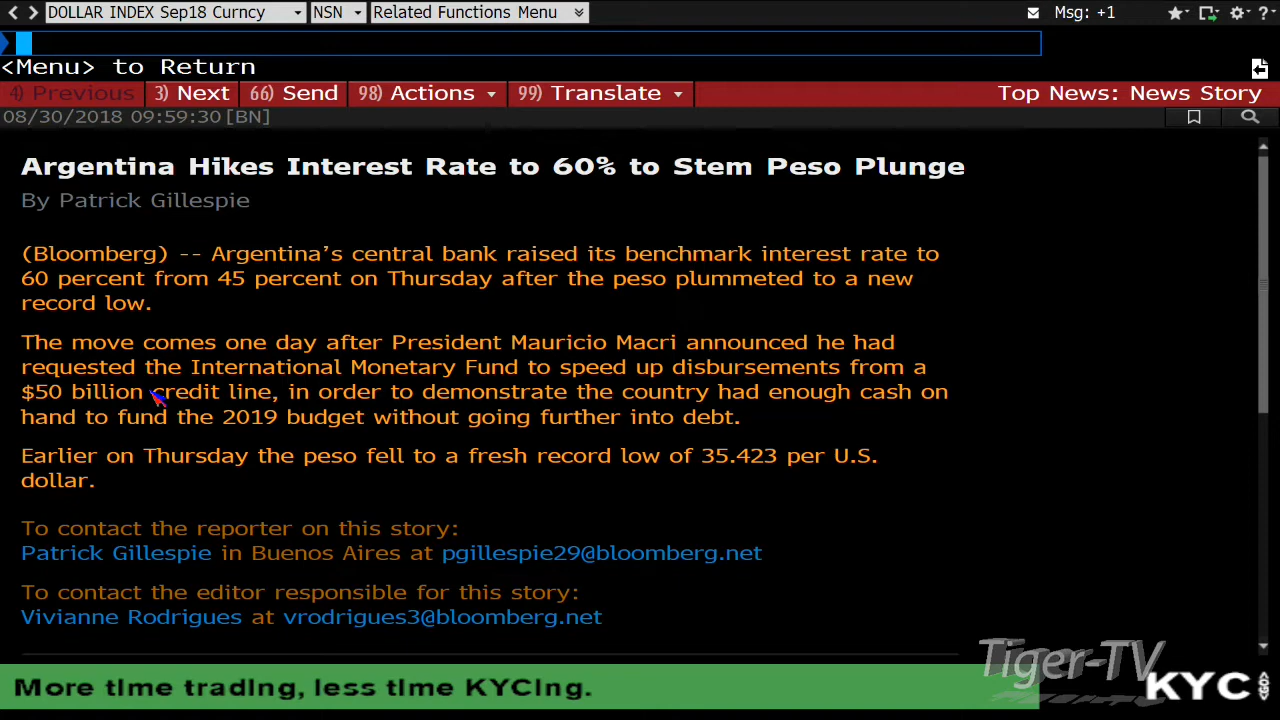 DOLLAR INDEX Sep18 Curncy NSN Related Functions Menu Msg: +1
<Menu> to Return
4) Previous 3) Next 66) Send 98) Actions 99) Translate Top News: News Story
08/30/2018 09:59:30 [BN]
Argentina Hikes Interest Rate to 60% to Stem Peso Plunge
By Patrick Gillespie
(Bloomberg) -- Argentina's central bank raised its benchmark interest rate to
60 percent from 45 percent on Thursday after the peso plummeted to a new
record low.
The move comes one day after President Mauricio Macri announced he had
requested the International Monetary Fund to speed up disbursements from a
$50 billion credit line, in order to demonstrate the country had enough cash on
hand to fund the 2019 budget without going further into debt.
Earlier on Thursday the peso fell to a fresh record low of 35.423 per U.S.
dollar.
To contact the reporter on this story:
Patrick Gillespie in Buenos Aires at pgillespie29@bloomberg.net
To contact the editor responsible for this story:
Vivianne Rodrigues at vrodrigues3@bloomberg.net
Tiger-TV
More time trading, less time KYCing.
KYC GO